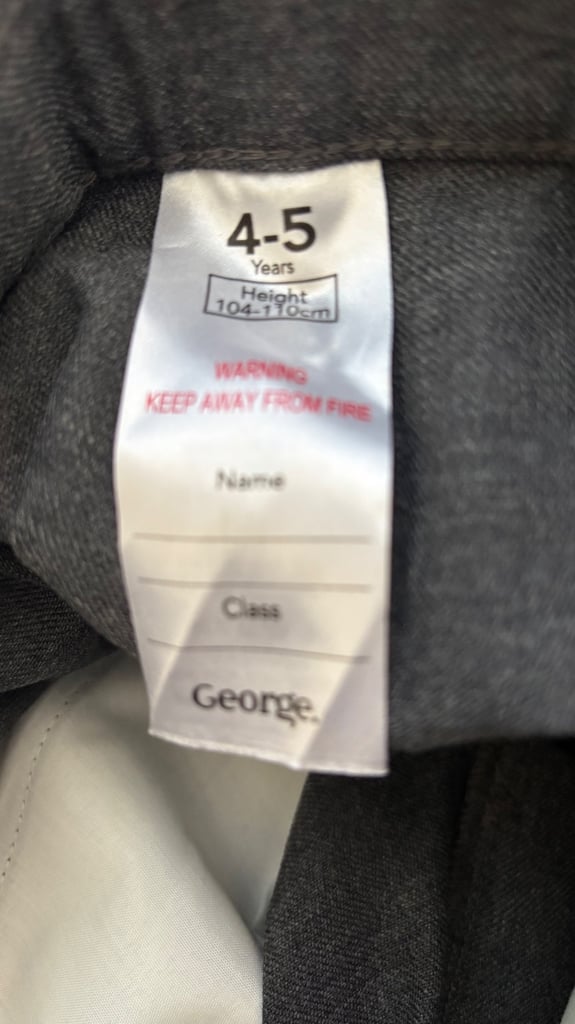 4-5
Years
Height
104-110cm
WARNING
KEEP AWAY FROM FIRE
Name
Class
George.